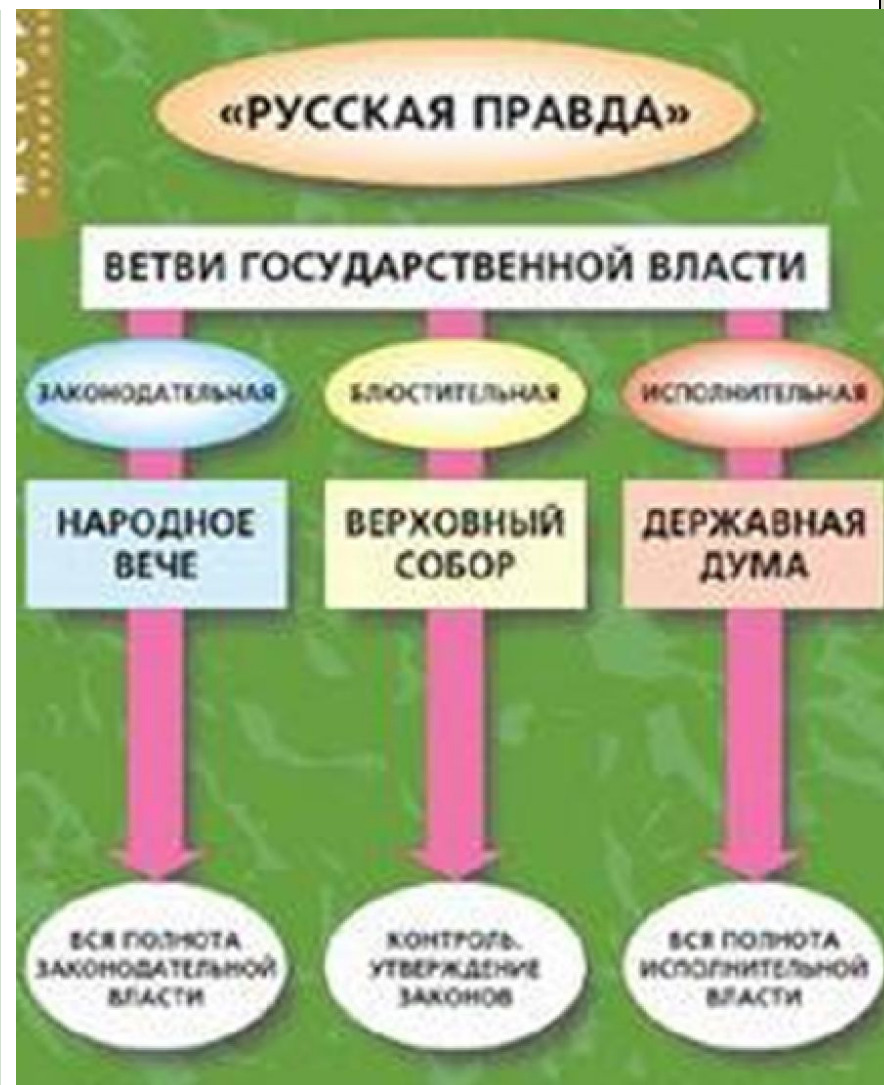 «РУССКАЯ ПРАВДА»
ВЕТВИ ГОСУДАРСТВЕННОЙ ВЛАСТИ
ЗАКОНОДАТЕЛЬНАЯ
БЛЮСТИТЕЛЬНАЯ
ИСПОЛНИТЕЛЬНАЯ
НАРОДНОЕ
ВЕЧЕ
ВЕРХОВНЫЙ
СОБОР
ДЕРЖАВНАЯ
ДУМА
ВСЯ ПОЛНОТА
ЗАКОНОДАТЕЛЬНОЙ
ВЛАСТИ
КОНТРОЛЬ.
УТВЕРЖДЕНИЕ
ЗАКОНОВ
ВСЯ ПОЛНОТА
ИСПОЛНИТЕЛЬНОЙ
ВЛАСТИ